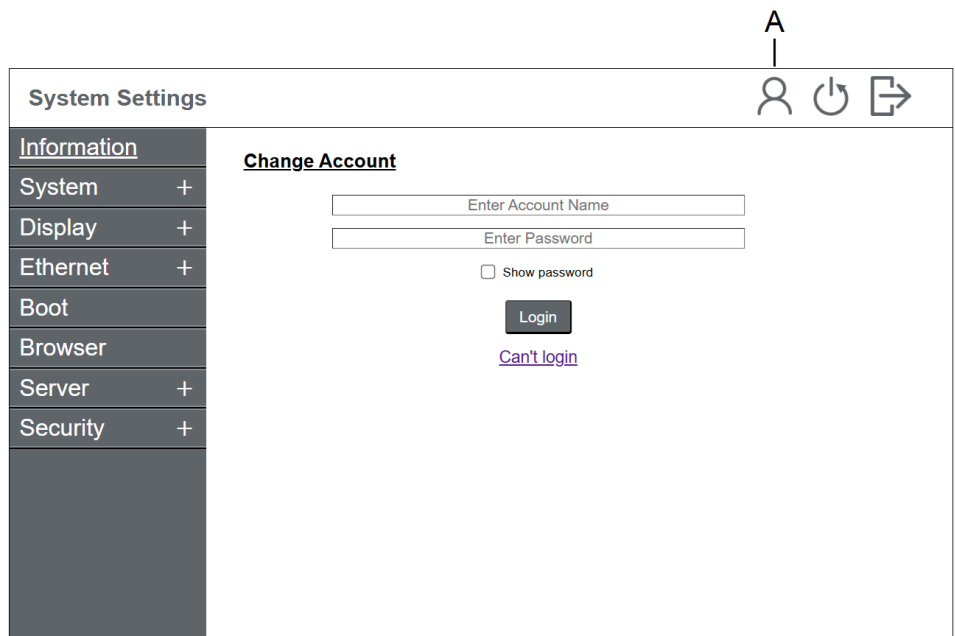 A
System Settings
Information
System +
Display +
Ethernet +
Boot
Browser
Server +
Security +
Change Account
Enter Account Name
Enter Password
Show password
Login
Can't login